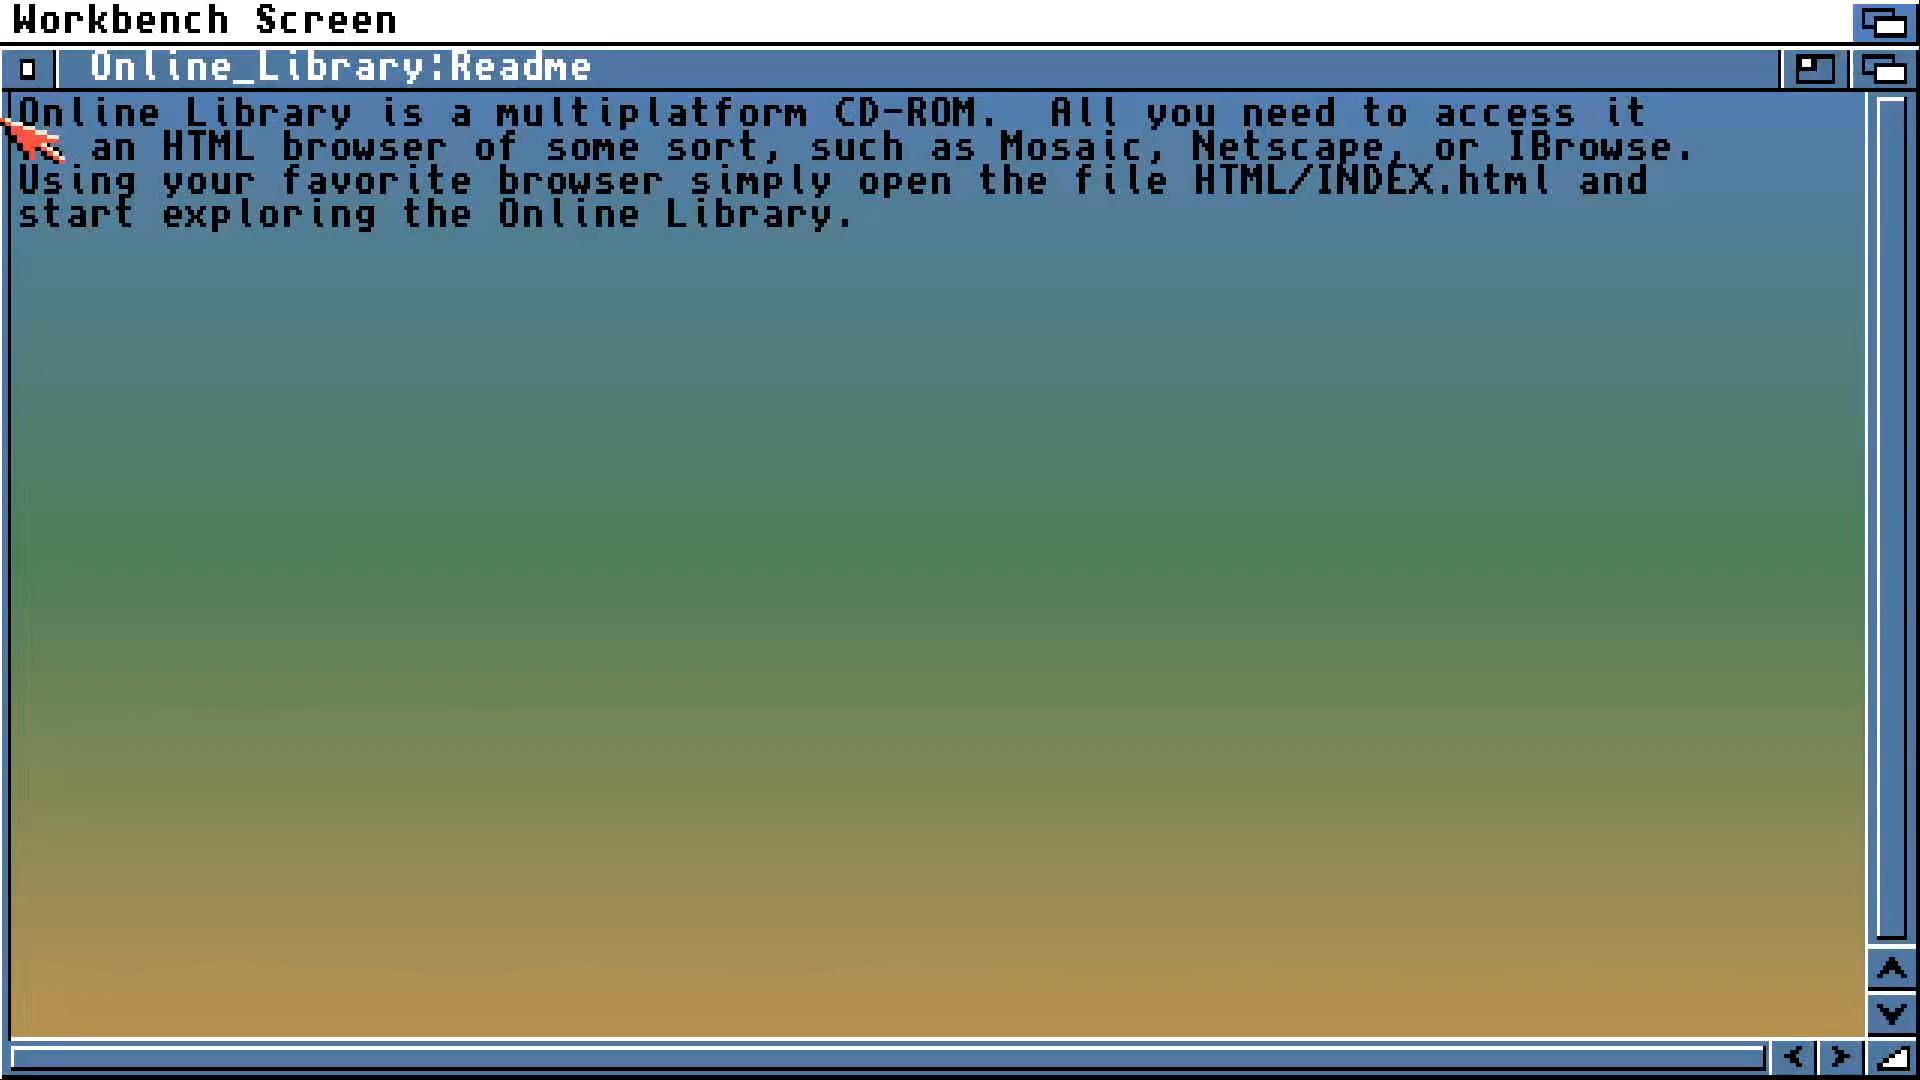 Workbench Screen
Online_Library:Readme
Online Library is a multiplatform CD-ROM.  All you need to access it
an HTML browser of some sort, such as Mosaic, Netscape, or IBrowse.
Using your favorite browser simply open the file HTML/INDEX.html and
start exploring the Online Library.